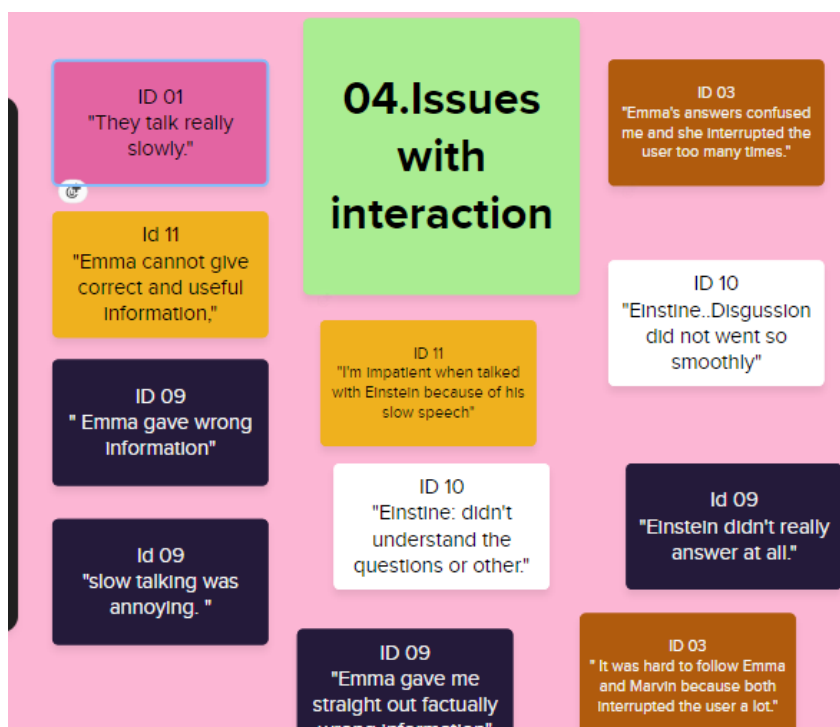 ID 01
"They talk really
slowly."
04.Issues
with
interaction
ID 03
"Emma's answers confused
me and she interrupted the
user too many times."
Id 11
"Emma cannot give
correct and useful
information,"
ID 10
"Einstine..Disgussion
did not went so
smoothly"
ID 11
"I'm impatient when talked
with Einstein because of his
slow speech"
ID 09
" Emma gave wrong
information"
ID 10
"Einstine: didn't
understand the
questions or other."
Id 09
"Einstein didn't really
answer at all."
Id 09
"slow talking was
annoying. "
ID 09
"Emma gave me
straight out factually
wrong information"
ID 03
" It was hard to follow Emma
and Marvin because both
interrupted the user a lot."